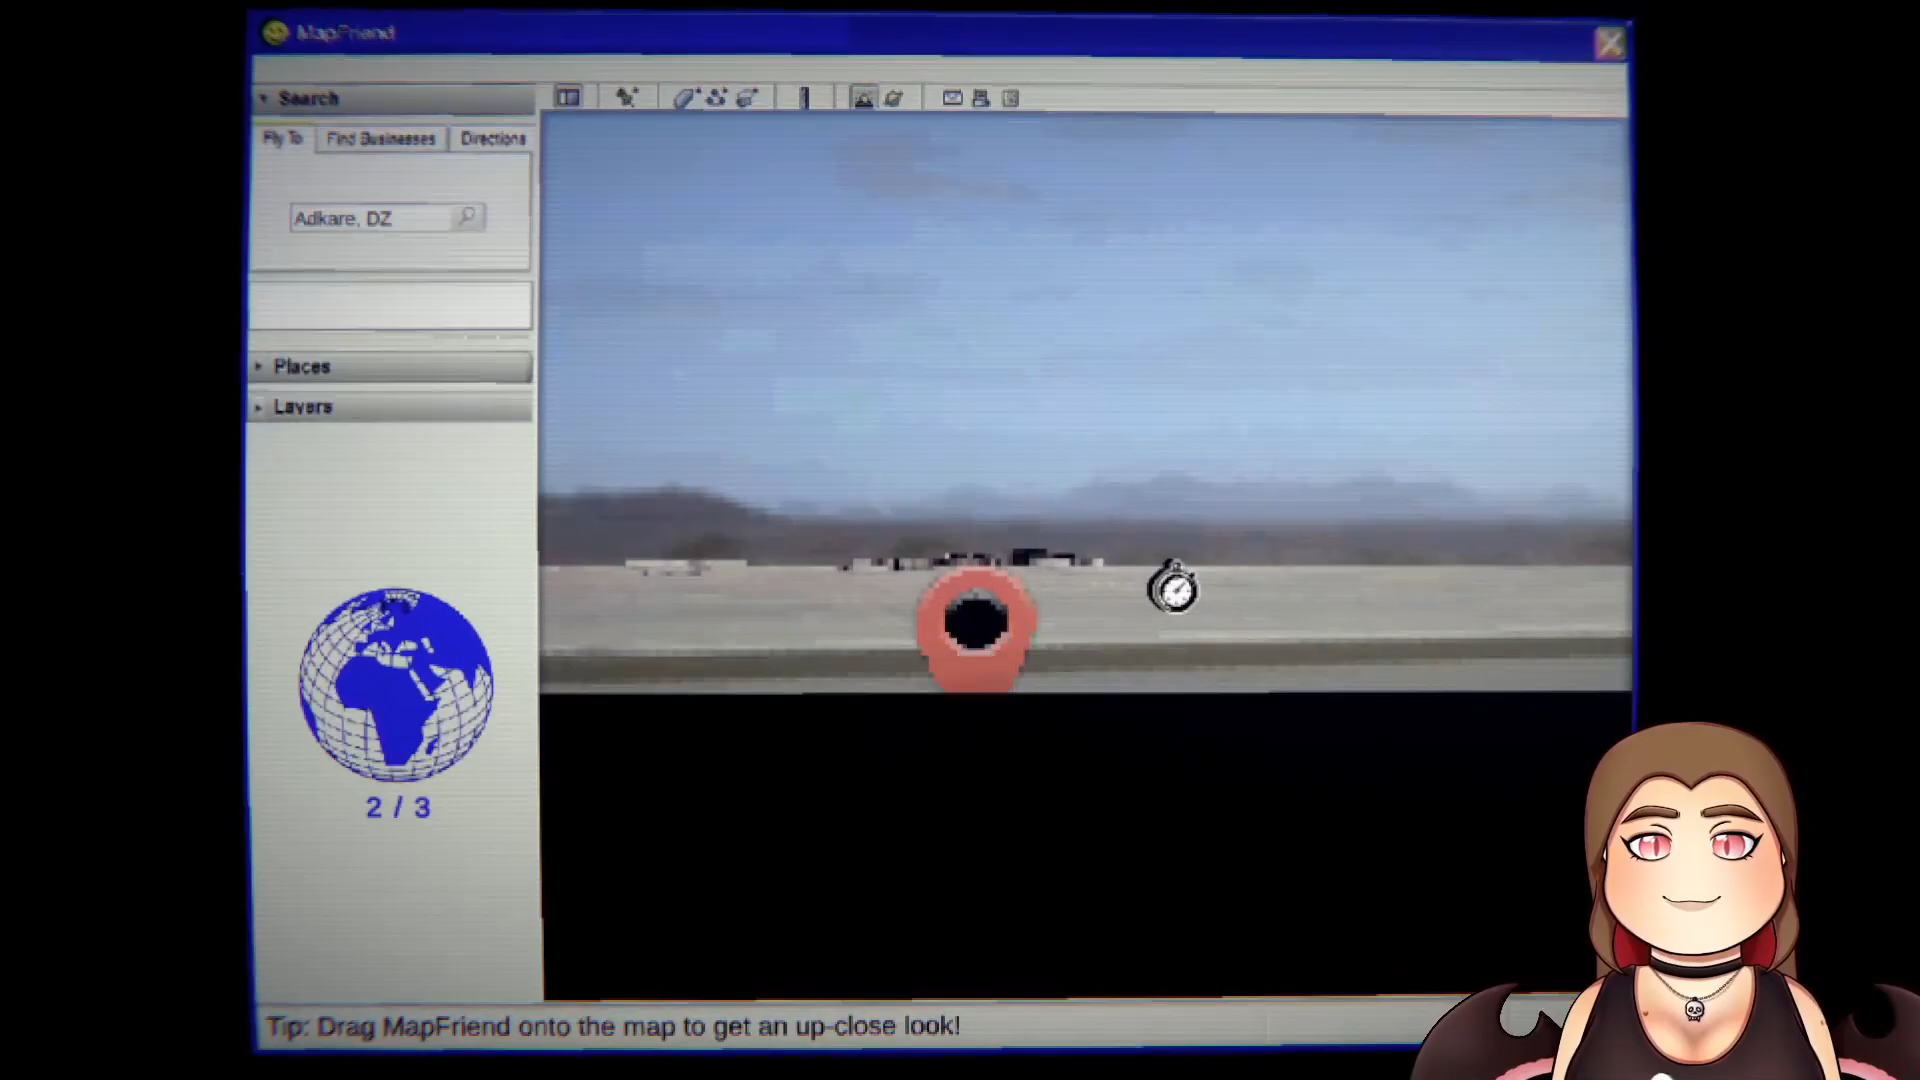 MapFriend
Search
Fly To
Find Businesses
Directions
Adkare, DZ
Places
Layers
2 / 3
Tip: Drag MapFriend onto the map to get an up-close look!